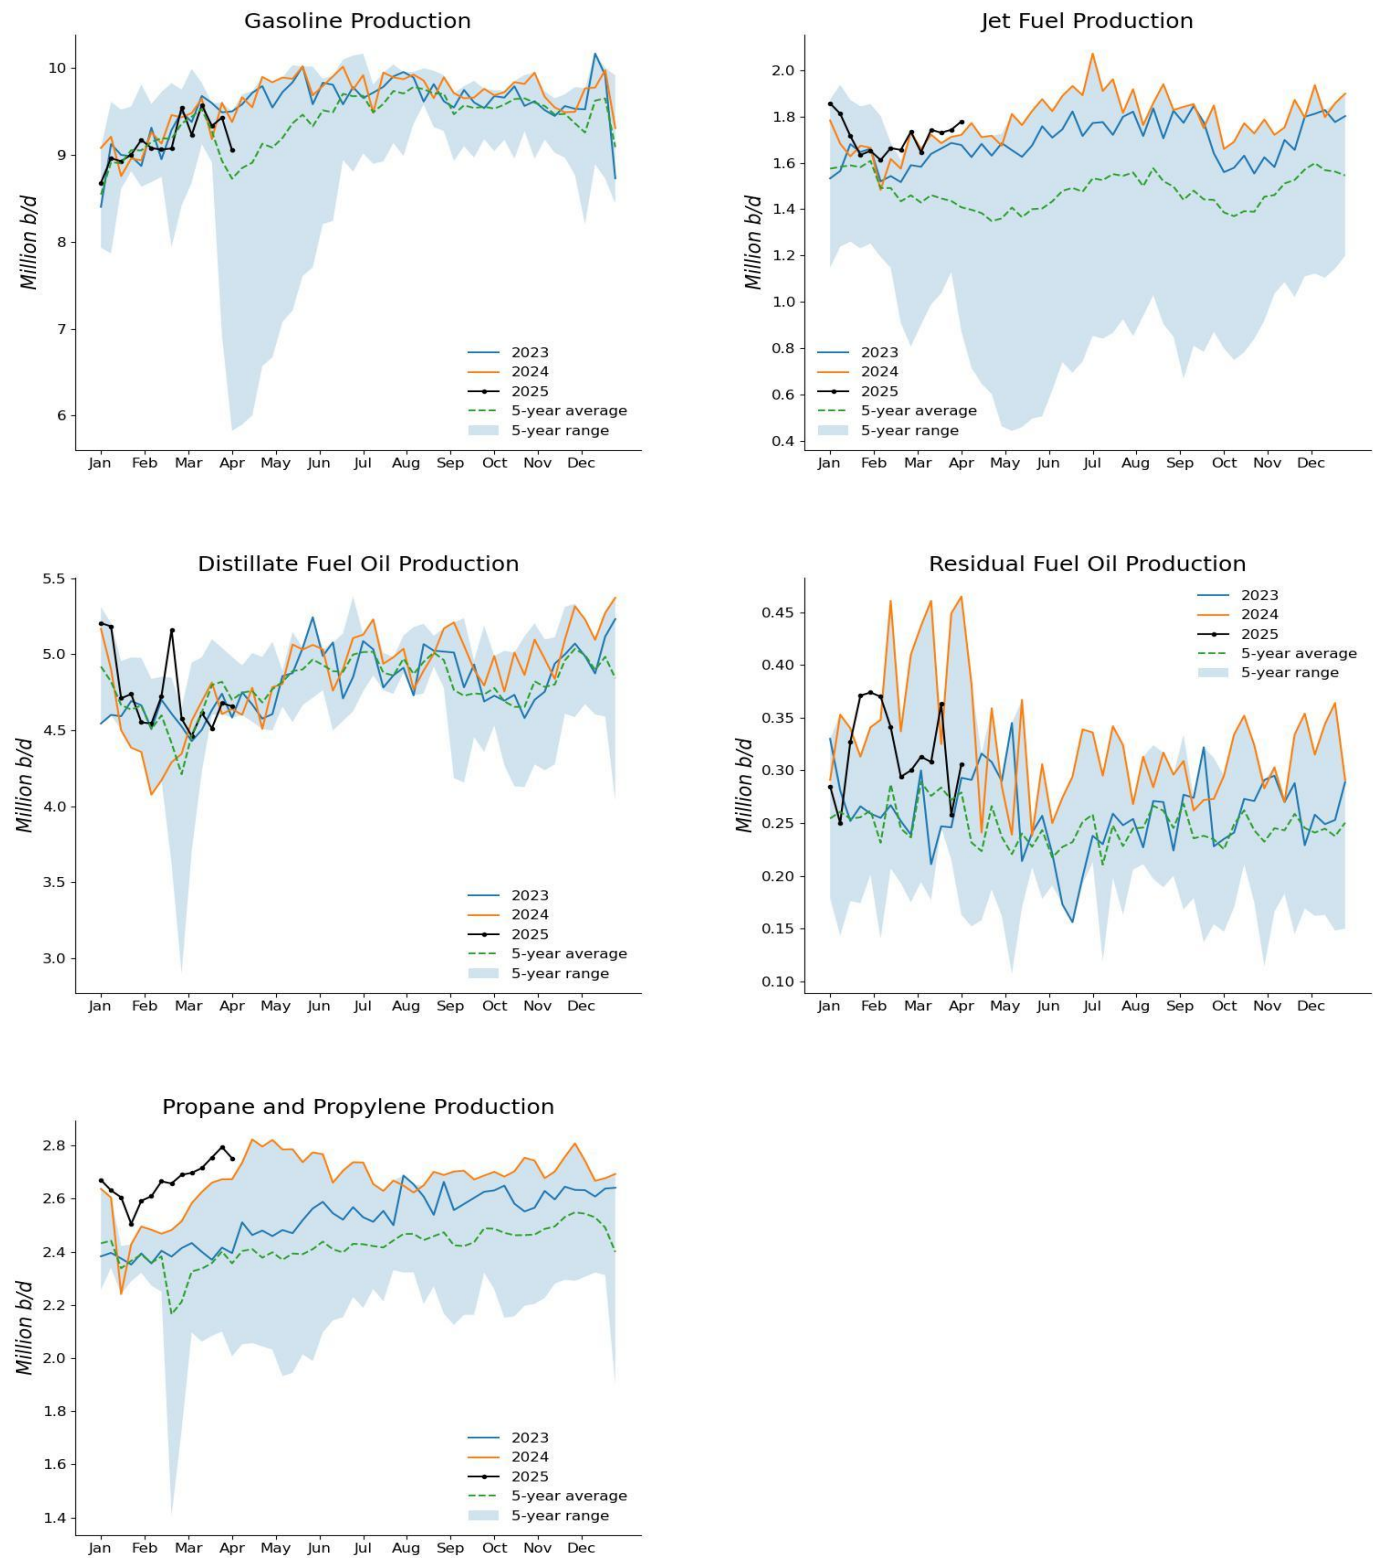 Gasoline Production
Million b/d
10
9
8
7
6
2023
2024
2025
5-year average
5-year range
Jan Feb Mar Apr May Jun Jul Aug Sep Oct Nov Dec
Jet Fuel Production
Million b/d
2.0
1.8
1.6
1.4
1.2
1.0
0.8
0.6
0.4
2023
2024
2025
5-year average
5-year range
Jan Feb Mar Apr May Jun Jul Aug Sep Oct Nov Dec
Distillate Fuel Oil Production
Million b/d
5.5
5.0
4.5
4.0
3.5
3.0
2023
2024
2025
5-year average
5-year range
Jan Feb Mar Apr May Jun Jul Aug Sep Oct Nov Dec
Residual Fuel Oil Production
Million b/d
0.45
0.40
0.35
0.30
0.25
0.20
0.15
0.10
2023
2024
2025
5-year average
5-year range
Jan Feb Mar Apr May Jun Jul Aug Sep Oct Nov Dec
Propane and Propylene Production
Million b/d
2.8
2.6
2.4
2.2
2.0
1.8
1.6
1.4
2023
2024
2025
5-year average
5-year range
Jan Feb Mar Apr May Jun Jul Aug Sep Oct Nov Dec